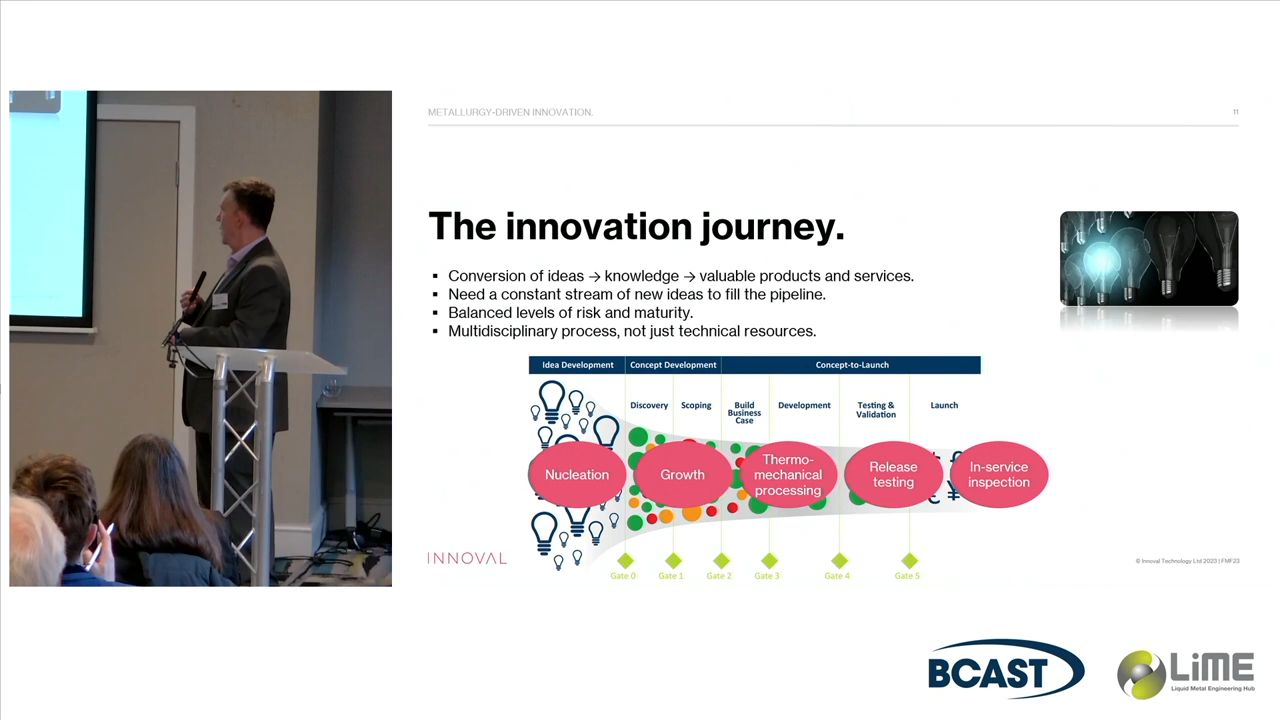 METALLURGY-DRIVEN INNOVATION.
11
The innovation journey.
▪ Conversion of ideas → knowledge → valuable products and services.
▪ Need a constant stream of new ideas to fill the pipeline.
▪ Balanced levels of risk and maturity.
▪ Multidisciplinary process, not just technical resources.
Idea Development
Concept Development
Concept-to-Launch
Discovery
Scoping
Build
Business
Case
Development
Testing &
Validation
Launch
Nucleation
Growth
Thermo-
mechanical
processing
Release
testing
In-service
inspection
£
€ ¥
INNOVAL
Gate 0
Gate 1
Gate 2
Gate 3
Gate 4
Gate 5
© Innoval Technology Ltd 2023 | FMF23
BCAST
LiME
Liquid Metal Engineering Hub